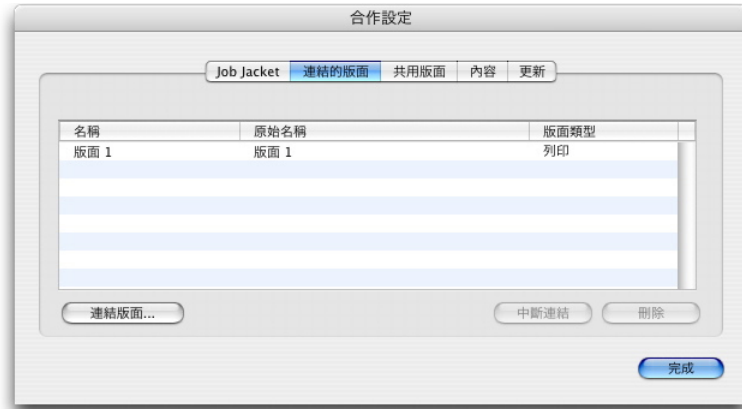 合作設定
Job Jacket 連結的版面 共用版面 內容 更新
名稱 原始名稱 版面類型
版面 1 版面 1 列印
連結版面... 中斷連結 刪除
完成